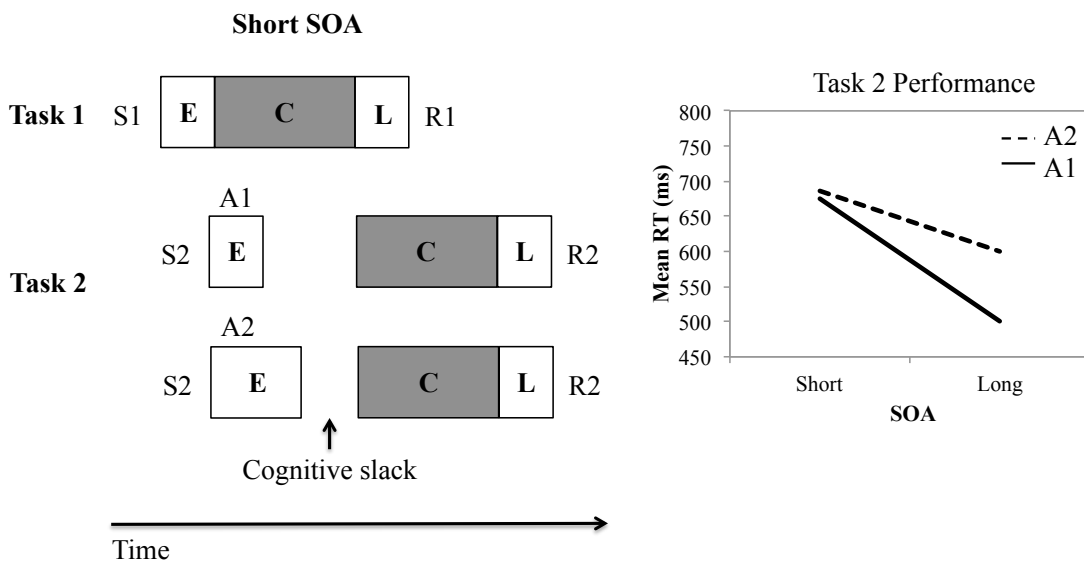 Short SOA
Task 1
S1
E
C
L
R1
A1
S2
E
C
L
R2
Task 2
A2
S2
E
C
L
R2
Cognitive slack
Time
Task 2 Performance
A2
A1
Mean RT (ms)
800
750
700
650
600
550
500
450
Short
Long
SOA